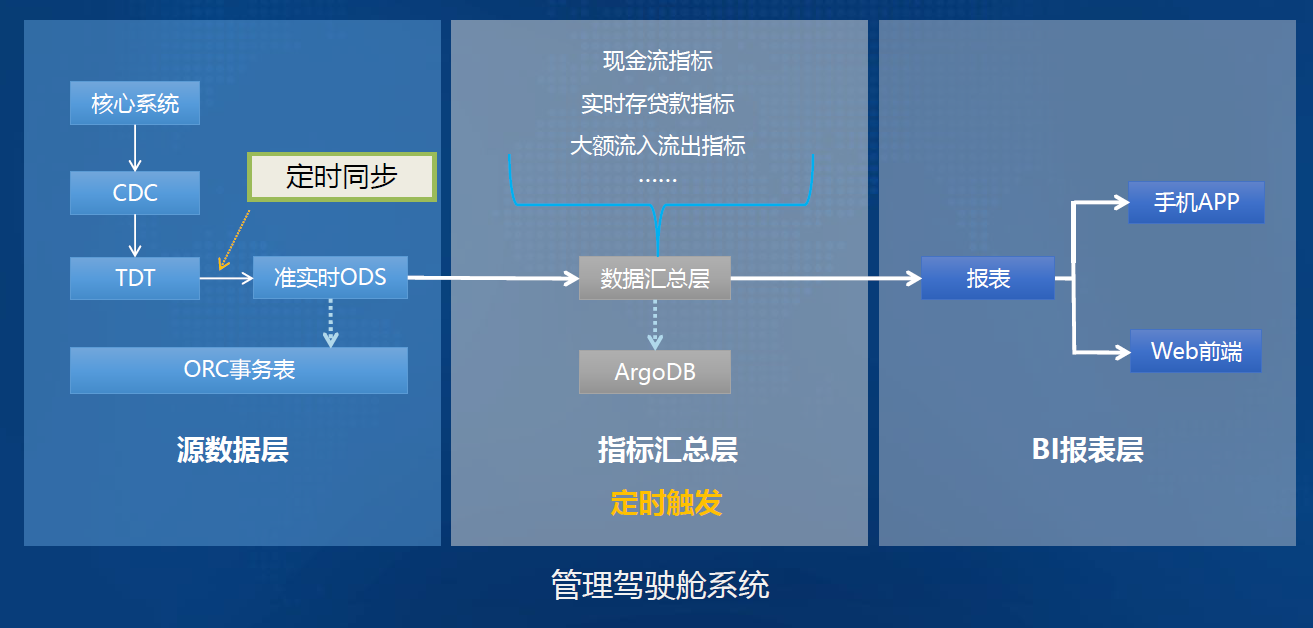 核心系统
CDC
定时同步
TDT
准实时ODS
ORC事务表
源数据层
现金流指标
实时存贷款指标
大额流入流出指标
······
数据汇总层
ArgoDB
指标汇总层
定时触发
报表
手机APP
Web前端
BI报表层
管理驾驶舱系统